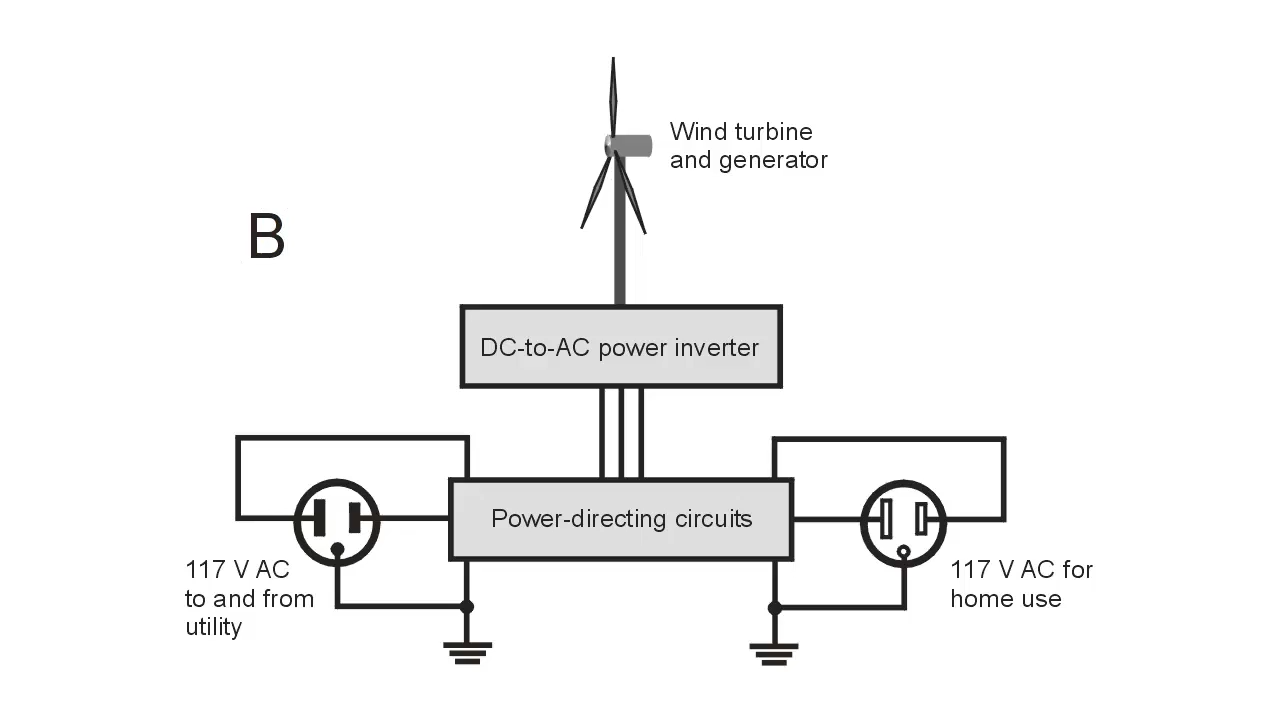 Wind turbine
and generator
B
DC-to-AC power inverter
Power-directing circuits
117 V AC
to and from
utility
117 V AC for
home use